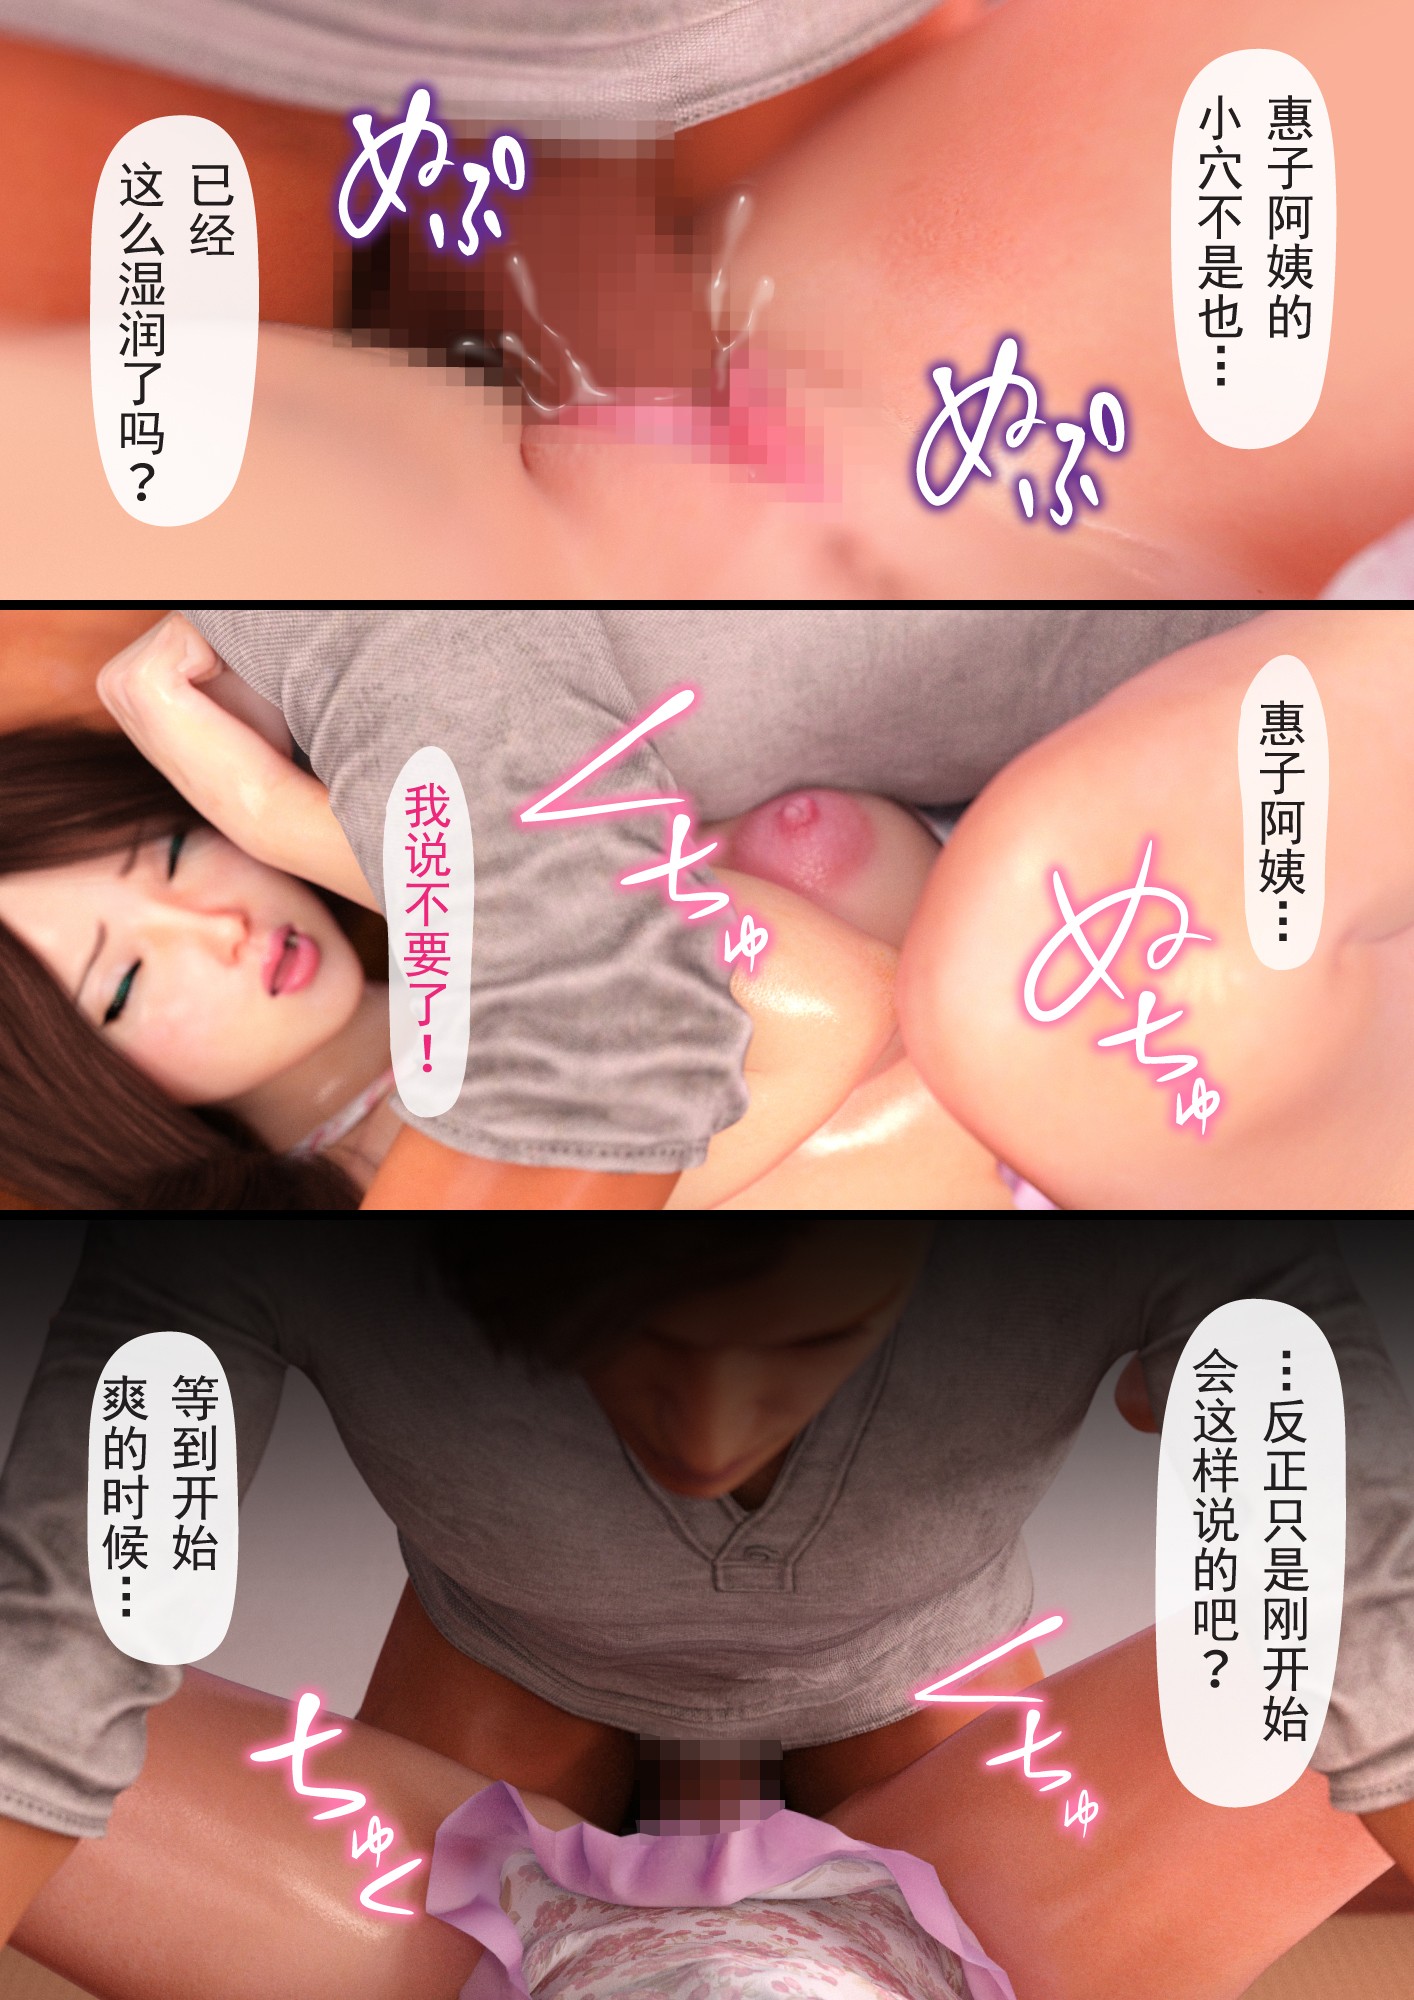 惠子阿姨的
小穴不是也…
ぬぷ
已经
这么湿润了吗？
ぬぷ
惠子阿姨…
ぬちゅ
くちゅ
我说不要了！
…反正只是刚开始
会这样说的吧？
くちゅ
等到开始
爽的时候…
ちゅく